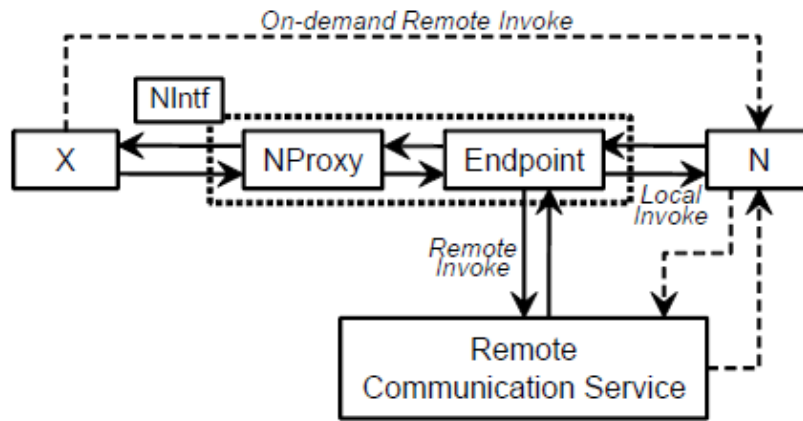 On-demand Remote Invoke
NIntf
X
NProxy
Endpoint
N
Local
Invoke
Remote
Invoke
Remote
Communication Service